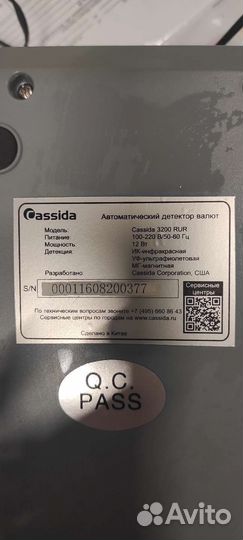 Cassida
Автоматический детектор валют
Модель: Cassida 3200 RUR
Питание: 100-220 В/50-60 Гц
Мощность: 12 Вт
Детекция: ИК-инфракрасная
УФ-ультрафиолетовая
МГ-магнитная
Разработано Cassida Corporation, США
S/N 00011608200377
Сервисные центры
По техническим вопросам звоните +7 (495) 660 86 43
Сервисные центры по городам на www.cassida.ru
Сделано в Китае
Q.C.
PASS
Avito